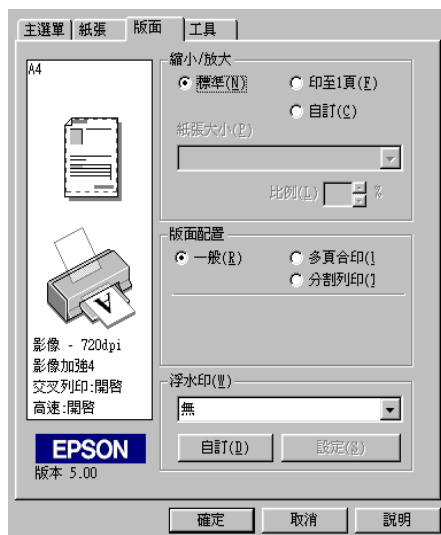 主選單 紙張 版面 工具
A4
影像 - 720dpi
影像加強4
交叉列印:開啓
高速:開啓
EPSON
版本 5.00
縮小/放大
標準(N) 印至1頁(F)
自訂(C)
紙張大小(P)
比例(L) %
版面配置
一般(R) 多頁合印(
分割列印(
浮水印(W)
無
自訂(D) 設定(S)
確定 取消 説明